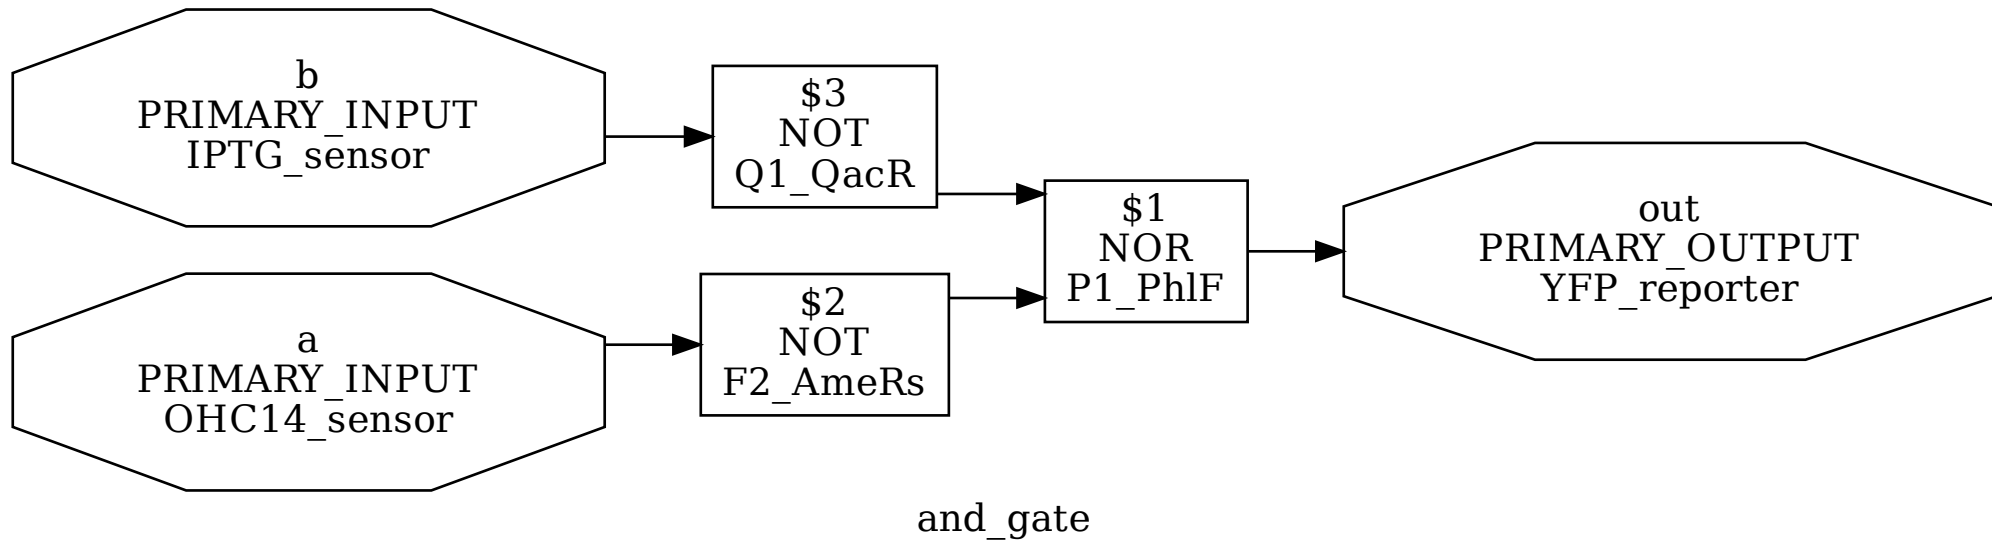 b
PRIMARY_INPUT
IPTG_sensor
$3
NOT
Q1_QacR
a
PRIMARY_INPUT
OHC14_sensor
$2
NOT
F2_AmeRs
$1
NOR
P1_PhlF
out
PRIMARY_OUTPUT
YFP_reporter
and_gate